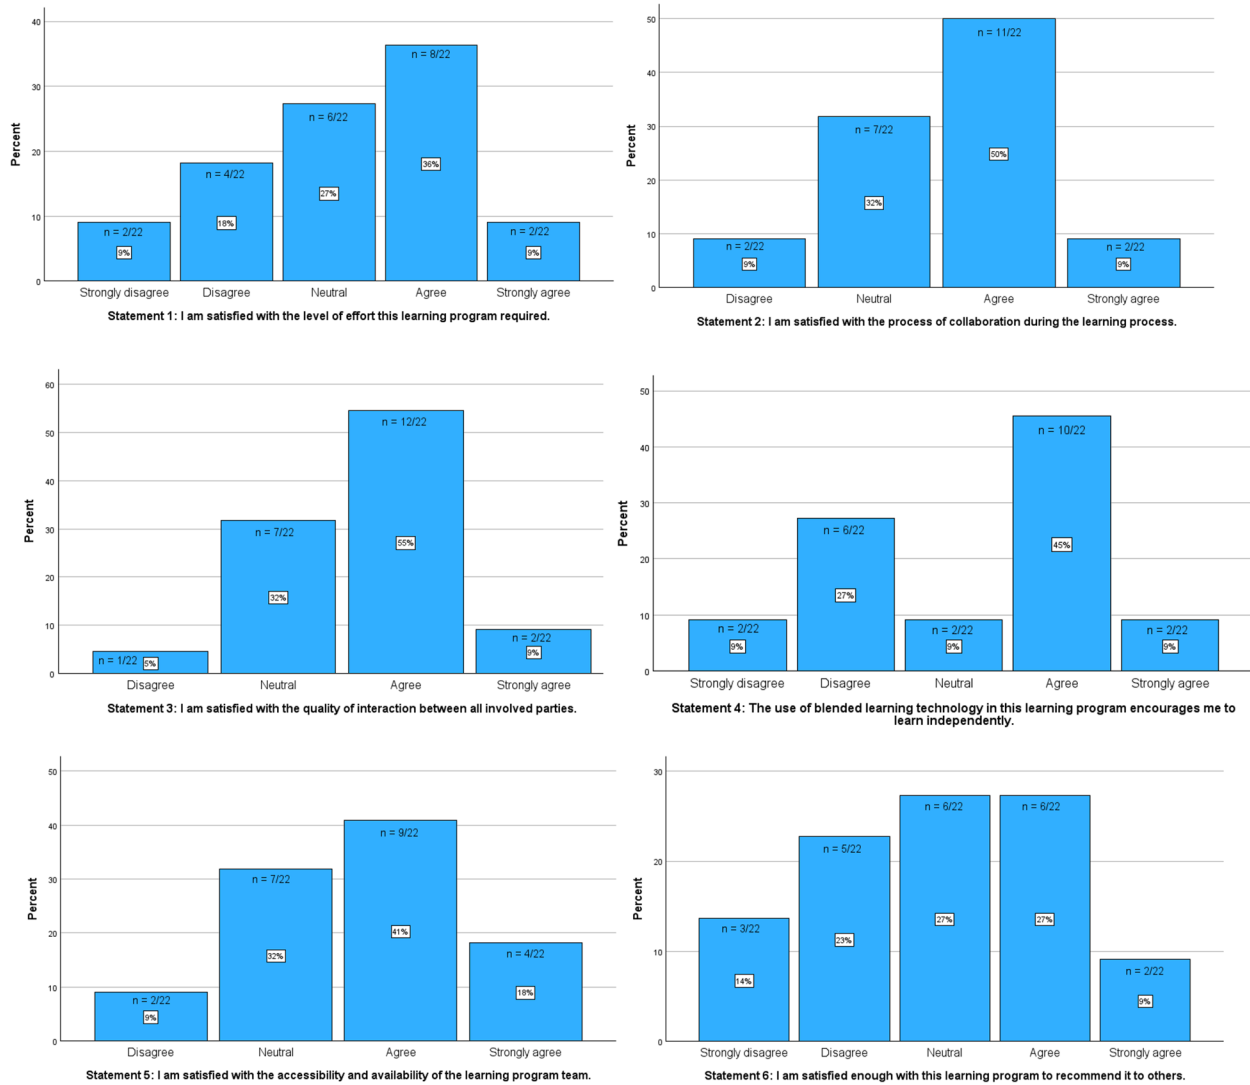 40
30
20
10
0
Percent
n = 2/22
9%
n = 4/22
18%
n = 6/22
27%
n = 8/22
36%
n = 2/22
9%
Strongly disagree
Disagree
Neutral
Agree
Strongly agree
Statement 1: I am satisfied with the level of effort this learning program required.
50
40
30
20
10
0
Percent
n = 2/22
9%
n = 7/22
32%
n = 11/22
50%
n = 2/22
9%
Disagree
Neutral
Agree
Strongly agree
Statement 2: I am satisfied with the process of collaboration during the learning process.
60
50
40
30
20
10
0
Percent
n = 1/22
5%
n = 7/22
32%
n = 12/22
55%
n = 2/22
9%
Disagree
Neutral
Agree
Strongly agree
Statement 3: I am satisfied with the quality of interaction between all involved parties.
50
40
30
20
10
0
Percent
n = 2/22
9%
n = 6/22
27%
n = 2/22
9%
n = 10/22
45%
n = 2/22
9%
Strongly disagree
Disagree
Neutral
Agree
Strongly agree
Statement 4: The use of blended learning technology in this learning program encourages me to
learn independently.
50
40
30
20
10
0
Percent
n = 2/22
9%
n = 7/22
32%
n = 9/22
41%
n = 4/22
18%
Disagree
Neutral
Agree
Strongly agree
Statement 5: I am satisfied with the accessibility and availability of the learning program team.
30
20
10
0
Percent
n = 3/22
14%
n = 5/22
23%
n = 6/22
27%
n = 6/22
27%
n = 2/22
9%
Strongly disagree
Disagree
Neutral
Agree
Strongly agree
Statement 6: I am satisfied enough with this learning program to recommend it to others.